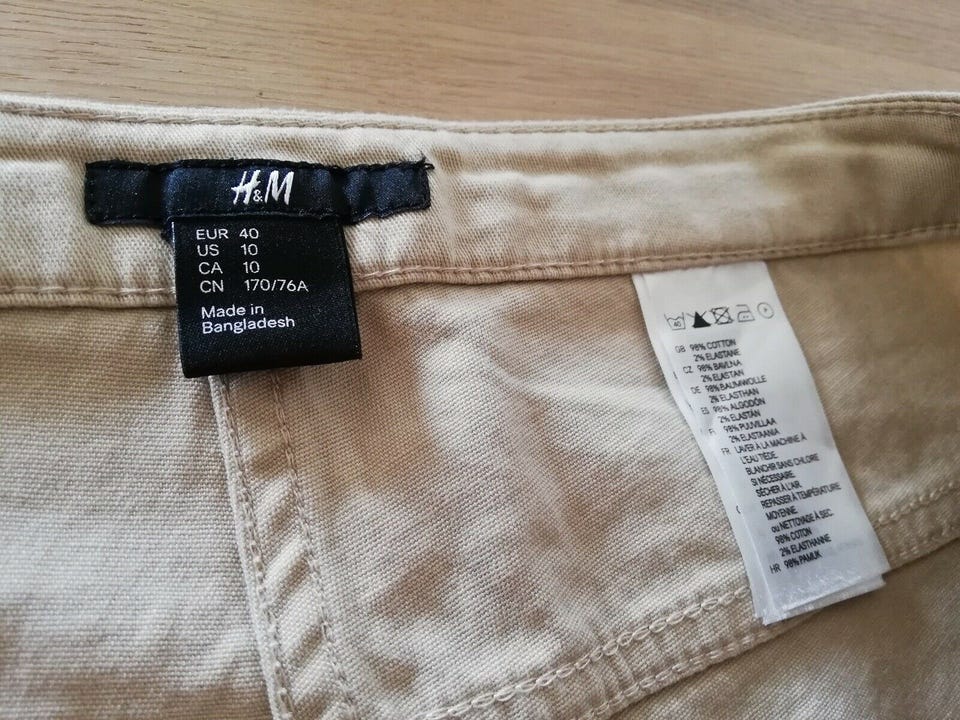 H&M
EUR 40
US 10
CA 10
CN 170/76A
Made in
Bangladesh
40
P
GB 98% COTTON
2% ELASTANE
CZ 98% BAVLNA
2% ELASTAN
DE 98% BAUMWOLLE
2% ELASTHAN
ES 98% ALGODÓN
2% ELASTÁN
FI 98% PUUVILLAA
2% ELASTAANIA
FR LAVER À LA MACHINE À
L'EAU TIÈDE.
BLANCHIR SANS CHLORE
SI NÉCESSAIRE
SÉCHER À L'AIR.
REPASSER À TEMPÉRATURE
MOYENNE
ou NETTOYAGE À SEC.
98% COTON
2% ELASTHANNE
HR 98% PAMUK